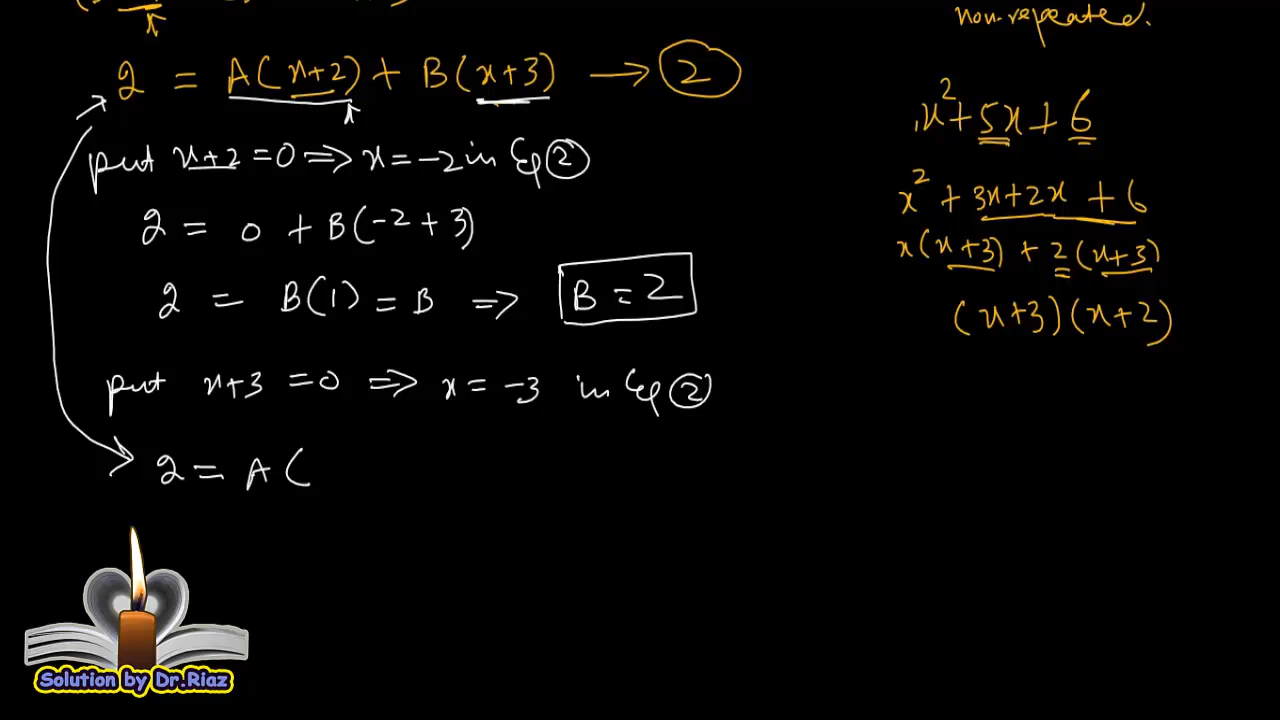 non-repeated.
2 = A(x+2) + B(x+3) → ②
put x+2 = 0 ⇒ x = -2 in Eq ②
2 = 0 + B(-2+3)
2 = B(1) = B ⇒ B = 2
put x+3 = 0 ⇒ x = -3 in Eq ②
2 = A(
x² + 5x + 6
x² + 3x+2x + 6
x(x+3) + 2(x+3)
(x+3)(x+2)
Solution by Dr.Riaz